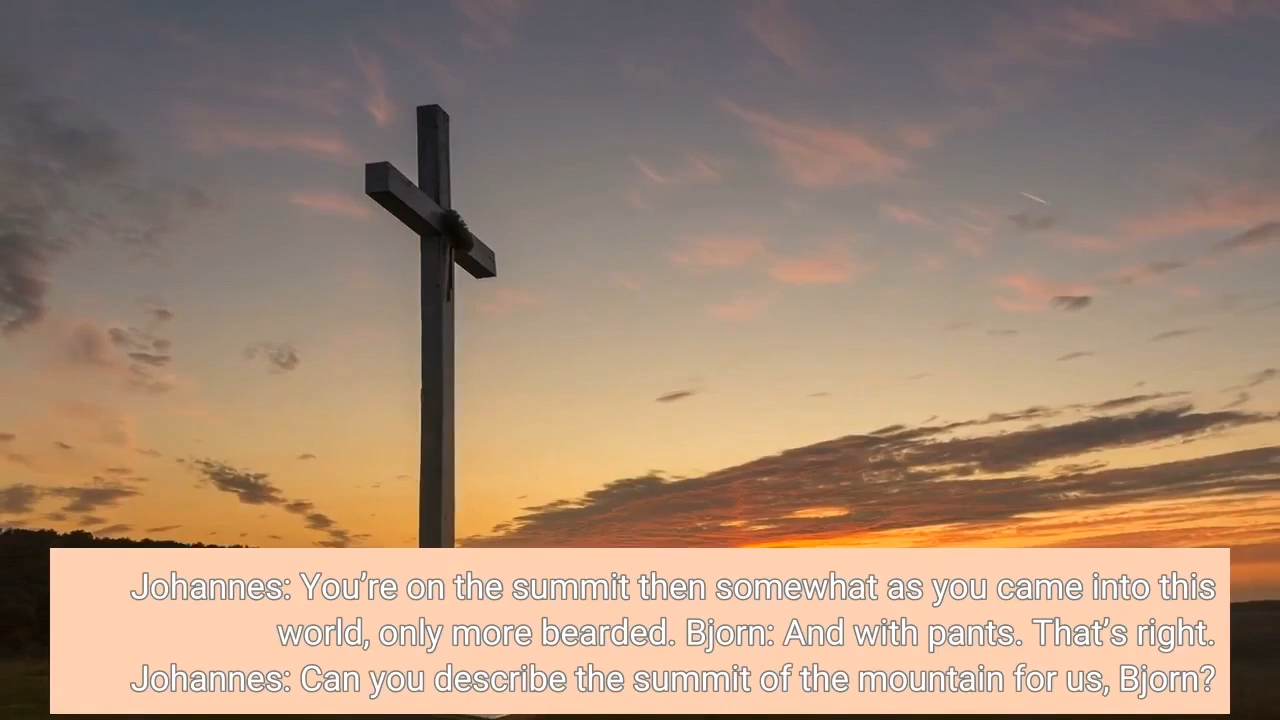 Johannes: You’re on the summit then somewhat as you came into this
world, only more bearded. Bjorn: And with pants. That’s right.
Johannes: Can you describe the summit of the mountain for us, Bjorn?